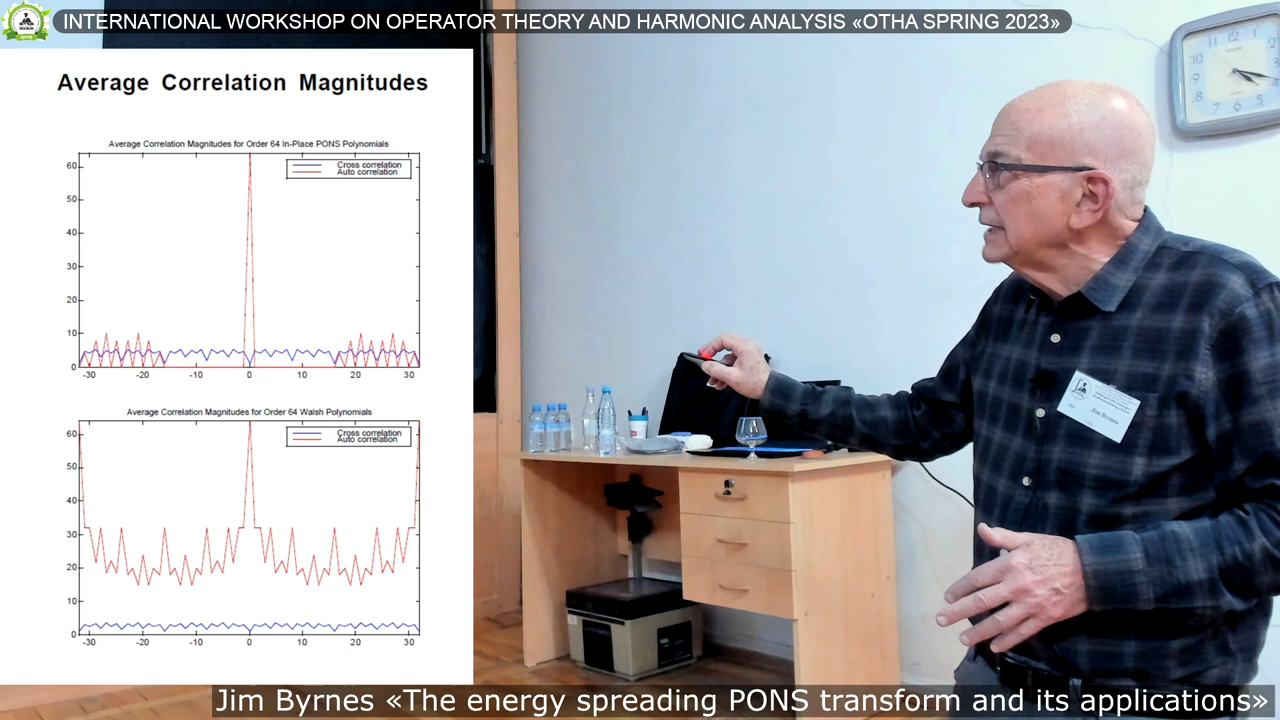 INTERNATIONAL WORKSHOP ON OPERATOR THEORY AND HARMONIC ANALYSIS «OTHA SPRING 2023»
Average Correlation Magnitudes
Average Correlation Magnitudes for Order 64 In-Place PONS Polynomials
Cross correlation
Auto correlation
60
50
40
30
20
10
0
-30 -20 -10 0 10 20 30
Average Correlation Magnitudes for Order 64 Walsh Polynomials
Cross correlation
Auto correlation
60
50
40
30
20
10
0
-30 -20 -10 0 10 20 30
Jim Byrnes
Jim Byrnes «The energy spreading PONS transform and its applications»